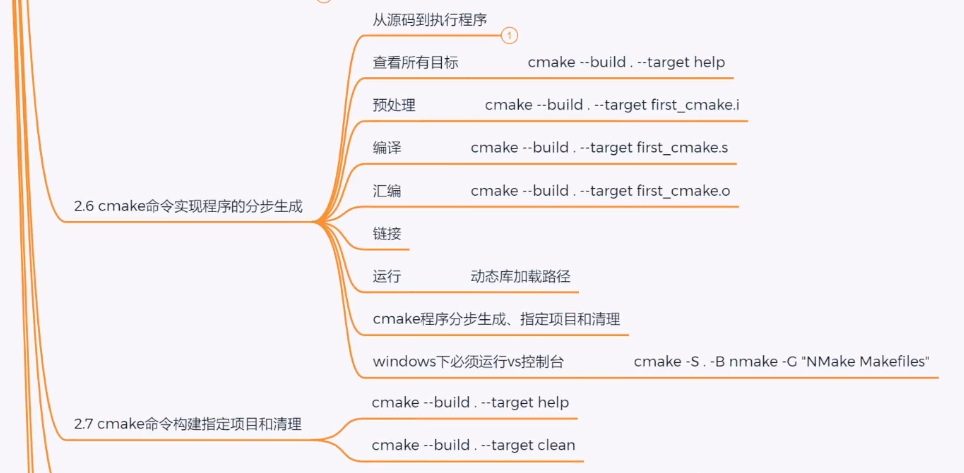 从源码到执行程序
1
查看所有目标 cmake --build . --target help
预处理 cmake --build . --target first_cmake.i
编译 cmake --build . --target first_cmake.s
汇编 cmake --build . --target first_cmake.o
2.6 cmake命令实现程序的分步生成
链接
运行 动态库加载路径
cmake程序分步生成、指定项目和清理
windows下必须运行vs控制台 cmake -S . -B nmake -G "NMake Makefiles"
2.7 cmake命令构建指定项目和清理
cmake --build . --target help
cmake --build . --target clean